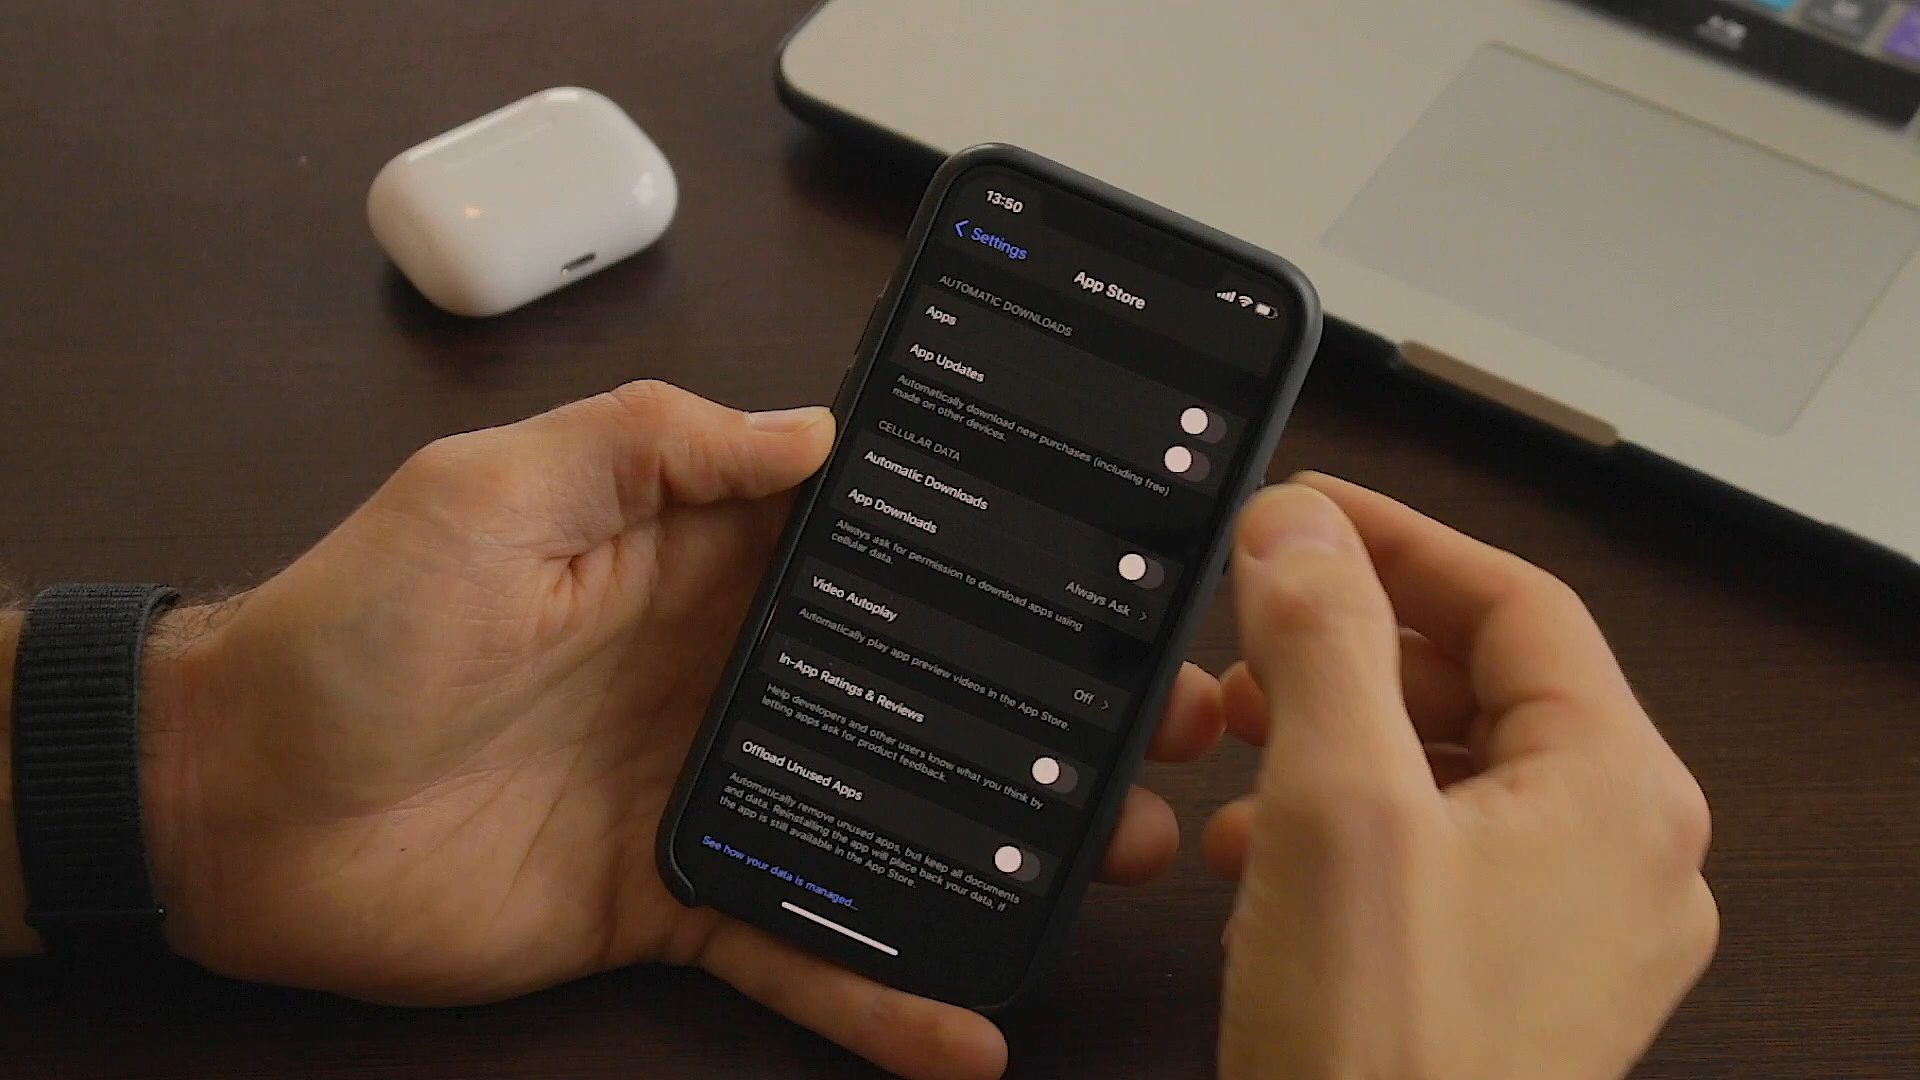 13:50
Settings
App Store
AUTOMATIC DOWNLOADS
Apps
App Updates
Automatically download new purchases (including free)
made on other devices.
CELLULAR DATA
Automatic Downloads
App Downloads
Always Ask
Always ask for permission to download apps using
cellular data.
Video Autoplay
Off
Automatically play app preview videos in the App Store.
In-App Ratings & Reviews
Help developers and other users know what you think by
letting apps ask for product feedback.
Offload Unused Apps
Automatically remove unused apps, but keep all documents
and data. Reinstalling the app will place back your data, if
the app is still available in the App Store.
See how your data is managed...